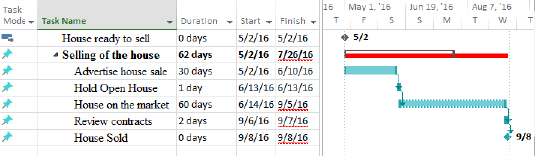 Task Mode Task Name Duration Start Finish
'16 May 1, '16 Jun 19, '16 Aug 7, '16
T F S S M T W T F
House ready to sell 0 days 5/2/'16 5/2/'16 5/2
Selling of the house 62 days 5/2/'16 7/26/16
Advertise house sale 30 days 5/2/'16 6/10/'16
Hold Open House 1 day 6/13/'16 6/13/'16
House on the market 60 days 6/14/'16 9/5/'16
Review contracts 2 days 9/6/'16 9/7/'16
House Sold 0 days 9/8/'16 9/8/'16 9/8